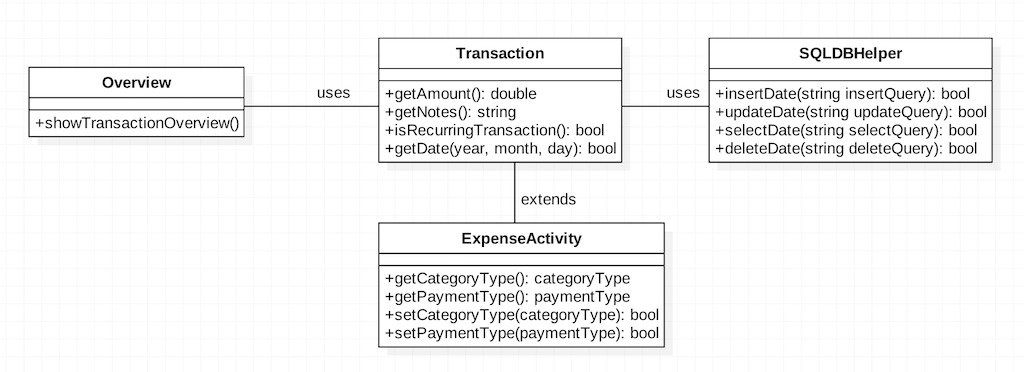 Overview
+showTransactionOverview()
uses
Transaction
+getAmount(): double
+getNotes(): string
+isRecurringTransaction(): bool
+getDate(year, month, day): bool
uses
SQLDBHelper
+insertDate(string insertQuery): bool
+updateDate(string updateQuery): bool
+selectDate(string selectQuery): bool
+deleteDate(string deleteQuery): bool
extends
ExpenseActivity
+getCategoryType(): categoryType
+getPaymentType(): paymentType
+setCategoryType(categoryType): bool
+setPaymentType(paymentType): bool